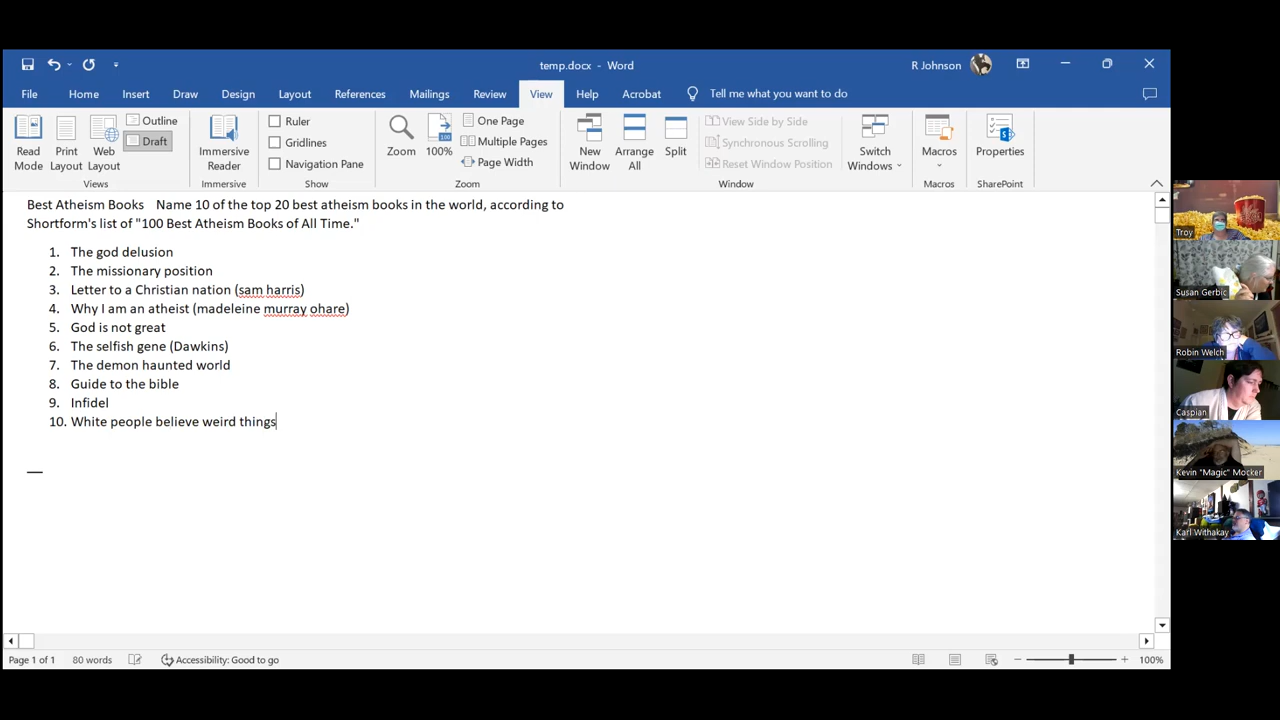 temp.docx - Word
R Johnson
File Home Insert Draw Design Layout References Mailings Review View Help Acrobat Tell me what you want to do
Read Mode
Print Layout
Web Layout
Outline
Draft
Views
Immersive Reader
Immersive
Ruler
Gridlines
Navigation Pane
Show
Zoom
100%
One Page
Multiple Pages
Page Width
Zoom
New Window
Arrange All
Split
View Side by Side
Synchronous Scrolling
Reset Window Position
Window
Switch Windows
Macros
Macros
Properties
SharePoint
Best Atheism Books Name 10 of the top 20 best atheism books in the world, according to
Shortform's list of "100 Best Atheism Books of All Time."
1. The god delusion
2. The missionary position
3. Letter to a Christian nation (sam harris)
4. Why I am an atheist (madeleine murray ohare)
5. God is not great
6. The selfish gene (Dawkins)
7. The demon haunted world
8. Guide to the bible
9. Infidel
10. White people believe weird things
Troy
Susan Gerbic
Robin Welch
Caspian
Kevin "Magic" Mocker
Karl Withakay
Page 1 of 1 80 words Accessibility: Good to go 100%